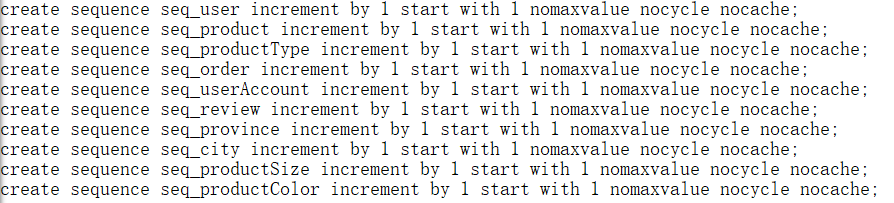 create sequence seq_user increment by 1 start with 1 nomaxvalue nocycle nocache;
create sequence seq_product increment by 1 start with 1 nomaxvalue nocycle nocache;
create sequence seq_productType increment by 1 start with 1 nomaxvalue nocycle nocache;
create sequence seq_order increment by 1 start with 1 nomaxvalue nocycle nocache;
create sequence seq_userAccount increment by 1 start with 1 nomaxvalue nocycle nocache;
create sequence seq_review increment by 1 start with 1 nomaxvalue nocycle nocache;
create sequence seq_province increment by 1 start with 1 nomaxvalue nocycle nocache;
create sequence seq_city increment by 1 start with 1 nomaxvalue nocycle nocache;
create sequence seq_productSize increment by 1 start with 1 nomaxvalue nocycle nocache;
create sequence seq_productColor increment by 1 start with 1 nomaxvalue nocycle nocache;